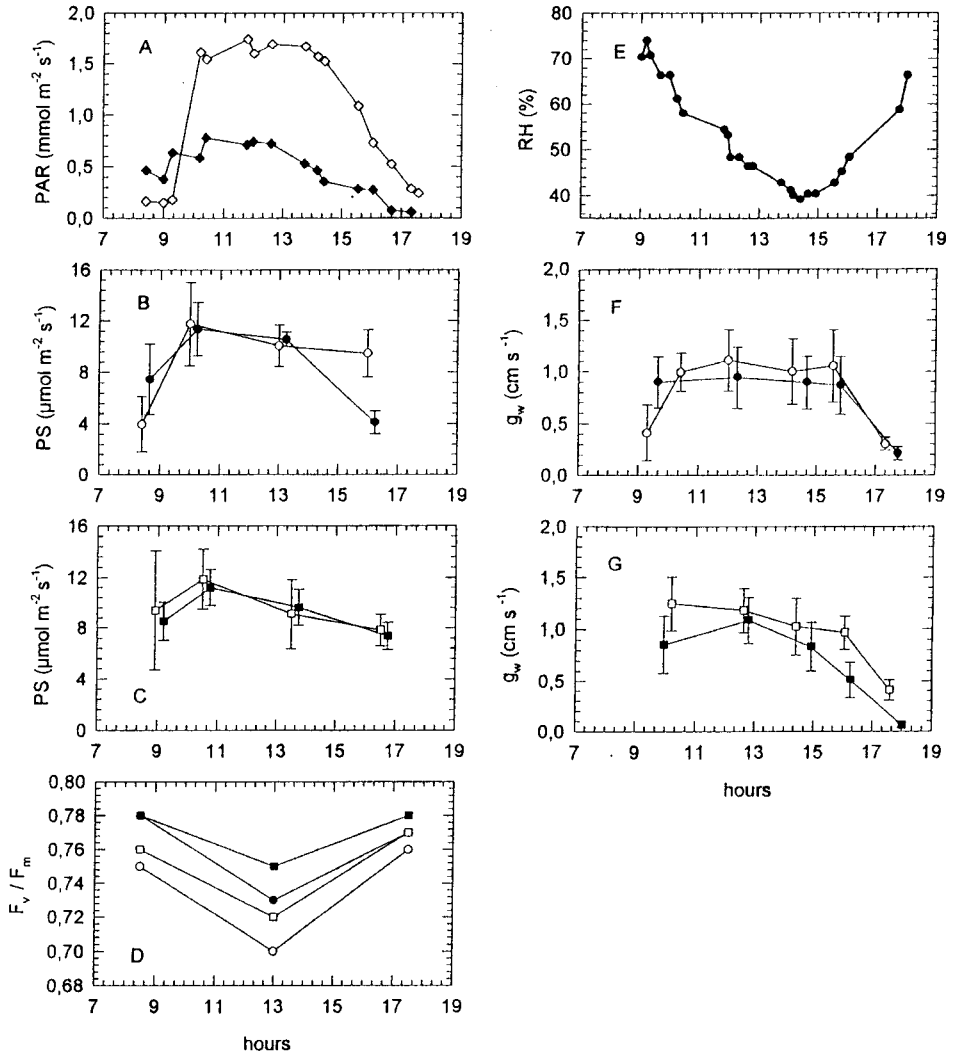 A
PAR (mmol m⁻² s⁻¹)
2,0
1,5
1,0
0,5
0,0
7 9 11 13 15 17 19
E
RH (%)
80
70
60
50
40
7 9 11 13 15 17 19
B
PS (µmol m⁻² s⁻¹)
16
12
8
4
0
7 9 11 13 15 17 19
F
g_w (cm s⁻¹)
2,0
1,5
1,0
0,5
0,0
7 9 11 13 15 17 19
C
PS (µmol m⁻² s⁻¹)
16
12
8
4
0
7 9 11 13 15 17 19
G
g_w (cm s⁻¹)
2,0
1,5
1,0
0,5
0,0
7 9 11 13 15 17 19
hours
D
F_v / F_m
0,80
0,78
0,76
0,74
0,72
0,70
0,68
7 9 11 13 15 17 19
hours